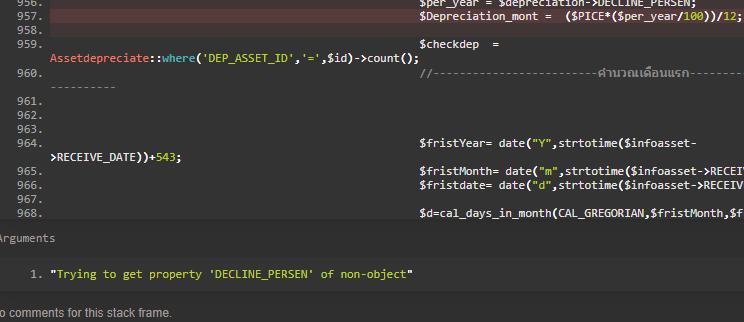 956. $per_year = $depreciation->DECLINE_PERSEN;
957. $Depreciation_mont =  ($PICE*($per_year/100))/12;
958.
959. $checkdep  =
Assetdepreciate::where('DEP_ASSET_ID','=',$id)->count();
960. //-------------------------คำนวณเดือนแรก--------
----------
961.
962.
963.
964. $fristYear= date("Y",strtotime($infoasset-
>RECEIVE_DATE))+543;
965. $fristMonth= date("m",strtotime($infoasset->RECEI
966. $fristdate= date("d",strtotime($infoasset->RECEIV
967.
968. $d=cal_days_in_month(CAL_GREGORIAN,$fristMonth,$f
Arguments
1. "Trying to get property 'DECLINE_PERSEN' of non-object"
o comments for this stack frame.